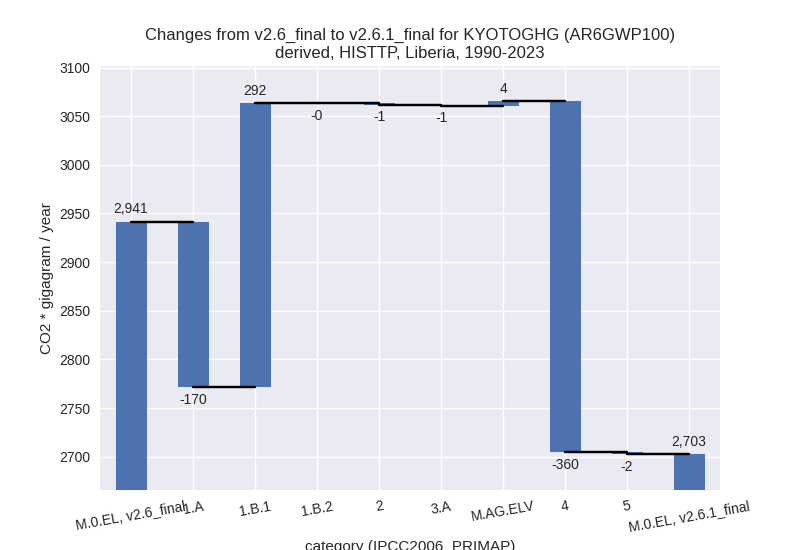 Changes from v2.6_final to v2.6.1_final for KYOTOGHG (AR6GWP100)
derived, HISTTP, Liberia, 1990-2023
3100
3050
3000
2950
2900
2850
2800
2750
2700
CO2 * gigagram / year
2,941
-170
292
-0
-1
-1
4
-360
-2
2,703
M.0.EL, v2.6_final
1.A
1.B.1
1.B.2
2
3.A
M.AG.ELV
4
5
M.0.EL, v2.6.1_final
category (IPCC2006_PRIMAP)